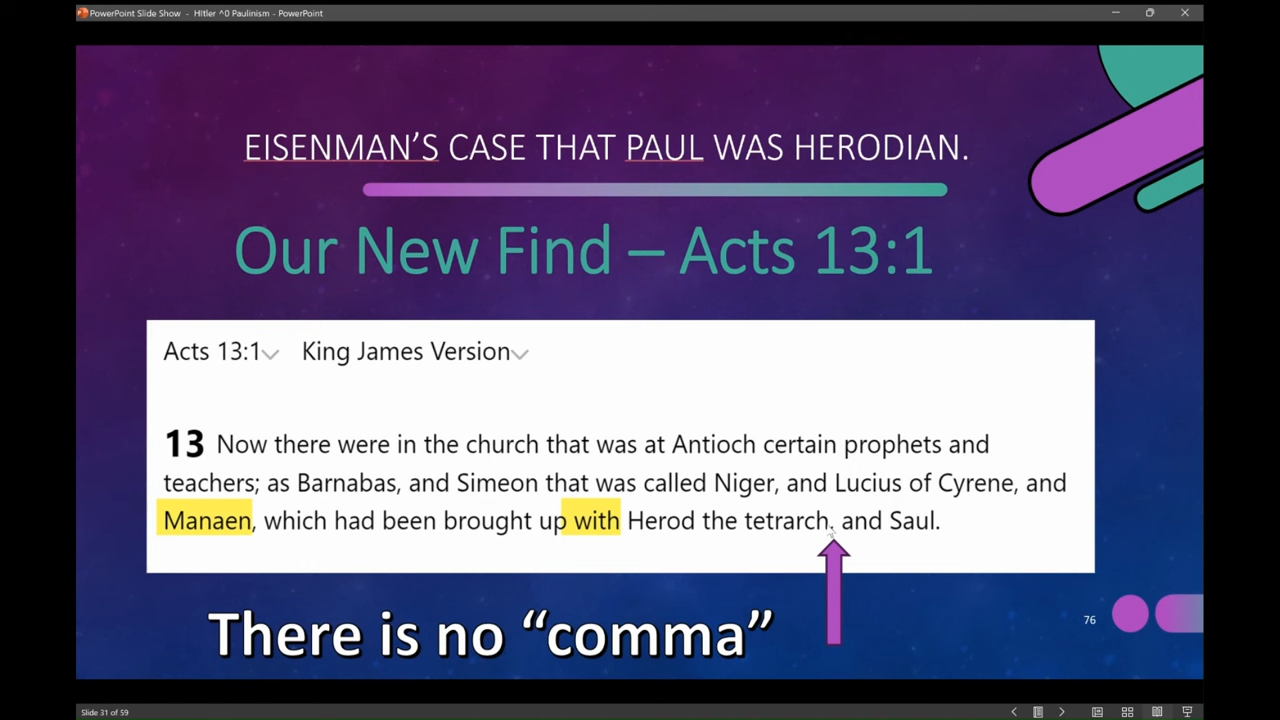 PowerPoint Slide Show - HItler ^0 Paulinism - PowerPoint
EISENMAN’S CASE THAT PAUL WAS HERODIAN.
Our New Find – Acts 13:1
Acts 13:1 King James Version
13 Now there were in the church that was at Antioch certain prophets and
teachers; as Barnabas, and Simeon that was called Niger, and Lucius of Cyrene, and
Manaen, which had been brought up with Herod the tetrarch, and Saul.
There is no “comma”
76
Slide 31 of 59